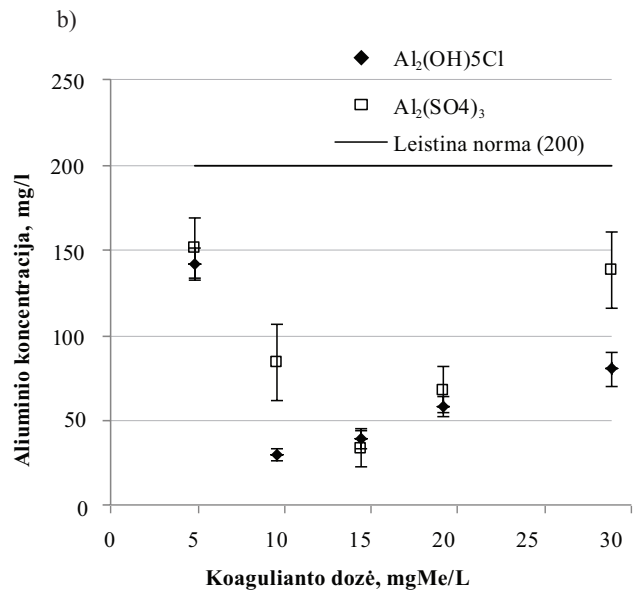 b)
Al₂(OH)5Cl
Al₂(SO4)₃
Leistina norma (200)
Aliuminio koncentracija, mg/l
250
200
150
100
50
0
0 5 10 15 20 25 30
Koagulianto dozė, mgMe/L